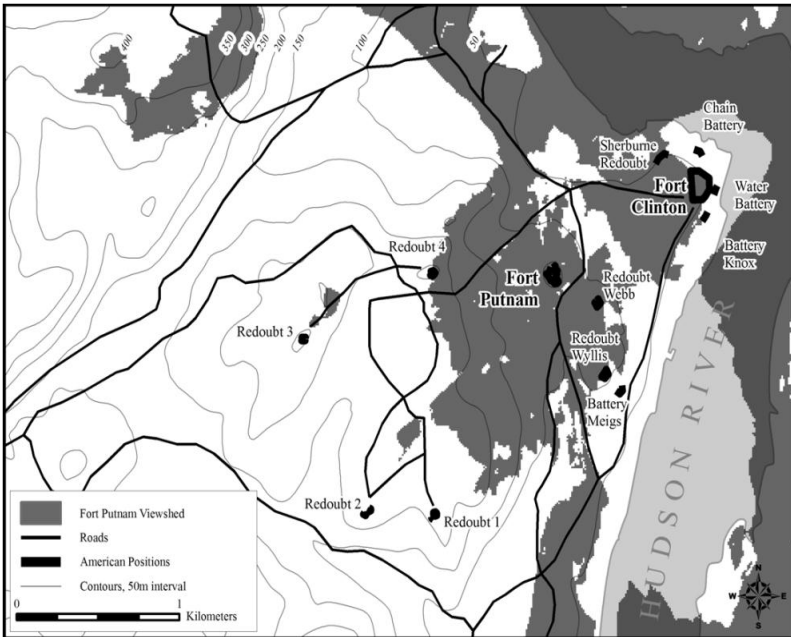 400
350
300
250
200
150
100
50
Chain
Battery
Sherburne
Redoubt
Fort
Clinton
Water
Battery
Battery
Knox
Redoubt 4
Fort
Putnam
Redoubt
Webb
Redoubt 3
Redoubt
Wyllis
Battery
Meigs
HUDSON RIVER
Redoubt 2
Redoubt 1
Fort Putnam Viewshed
Roads
American Positions
Contours, 50m interval
0 1
Kilometers
N
W E
S